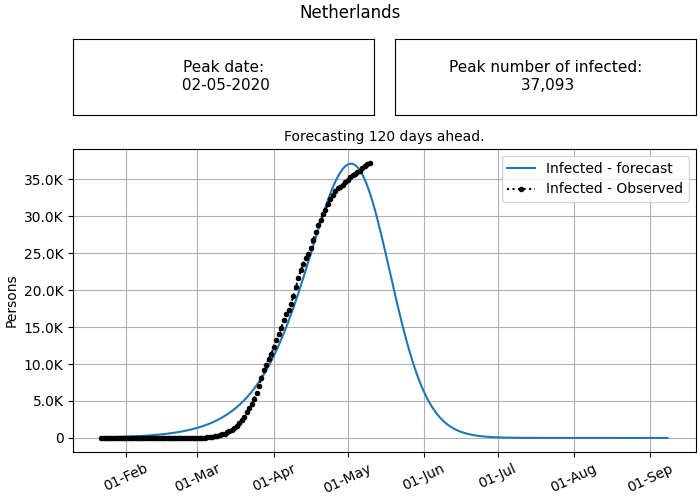 Netherlands
Peak date:
02-05-2020
Peak number of infected:
37,093
Forecasting 120 days ahead.
Infected - forecast
Infected - Observed
Persons
35.0K
30.0K
25.0K
20.0K
15.0K
10.0K
5.0K
0
01-Feb
01-Mar
01-Apr
01-May
01-Jun
01-Jul
01-Aug
01-Sep